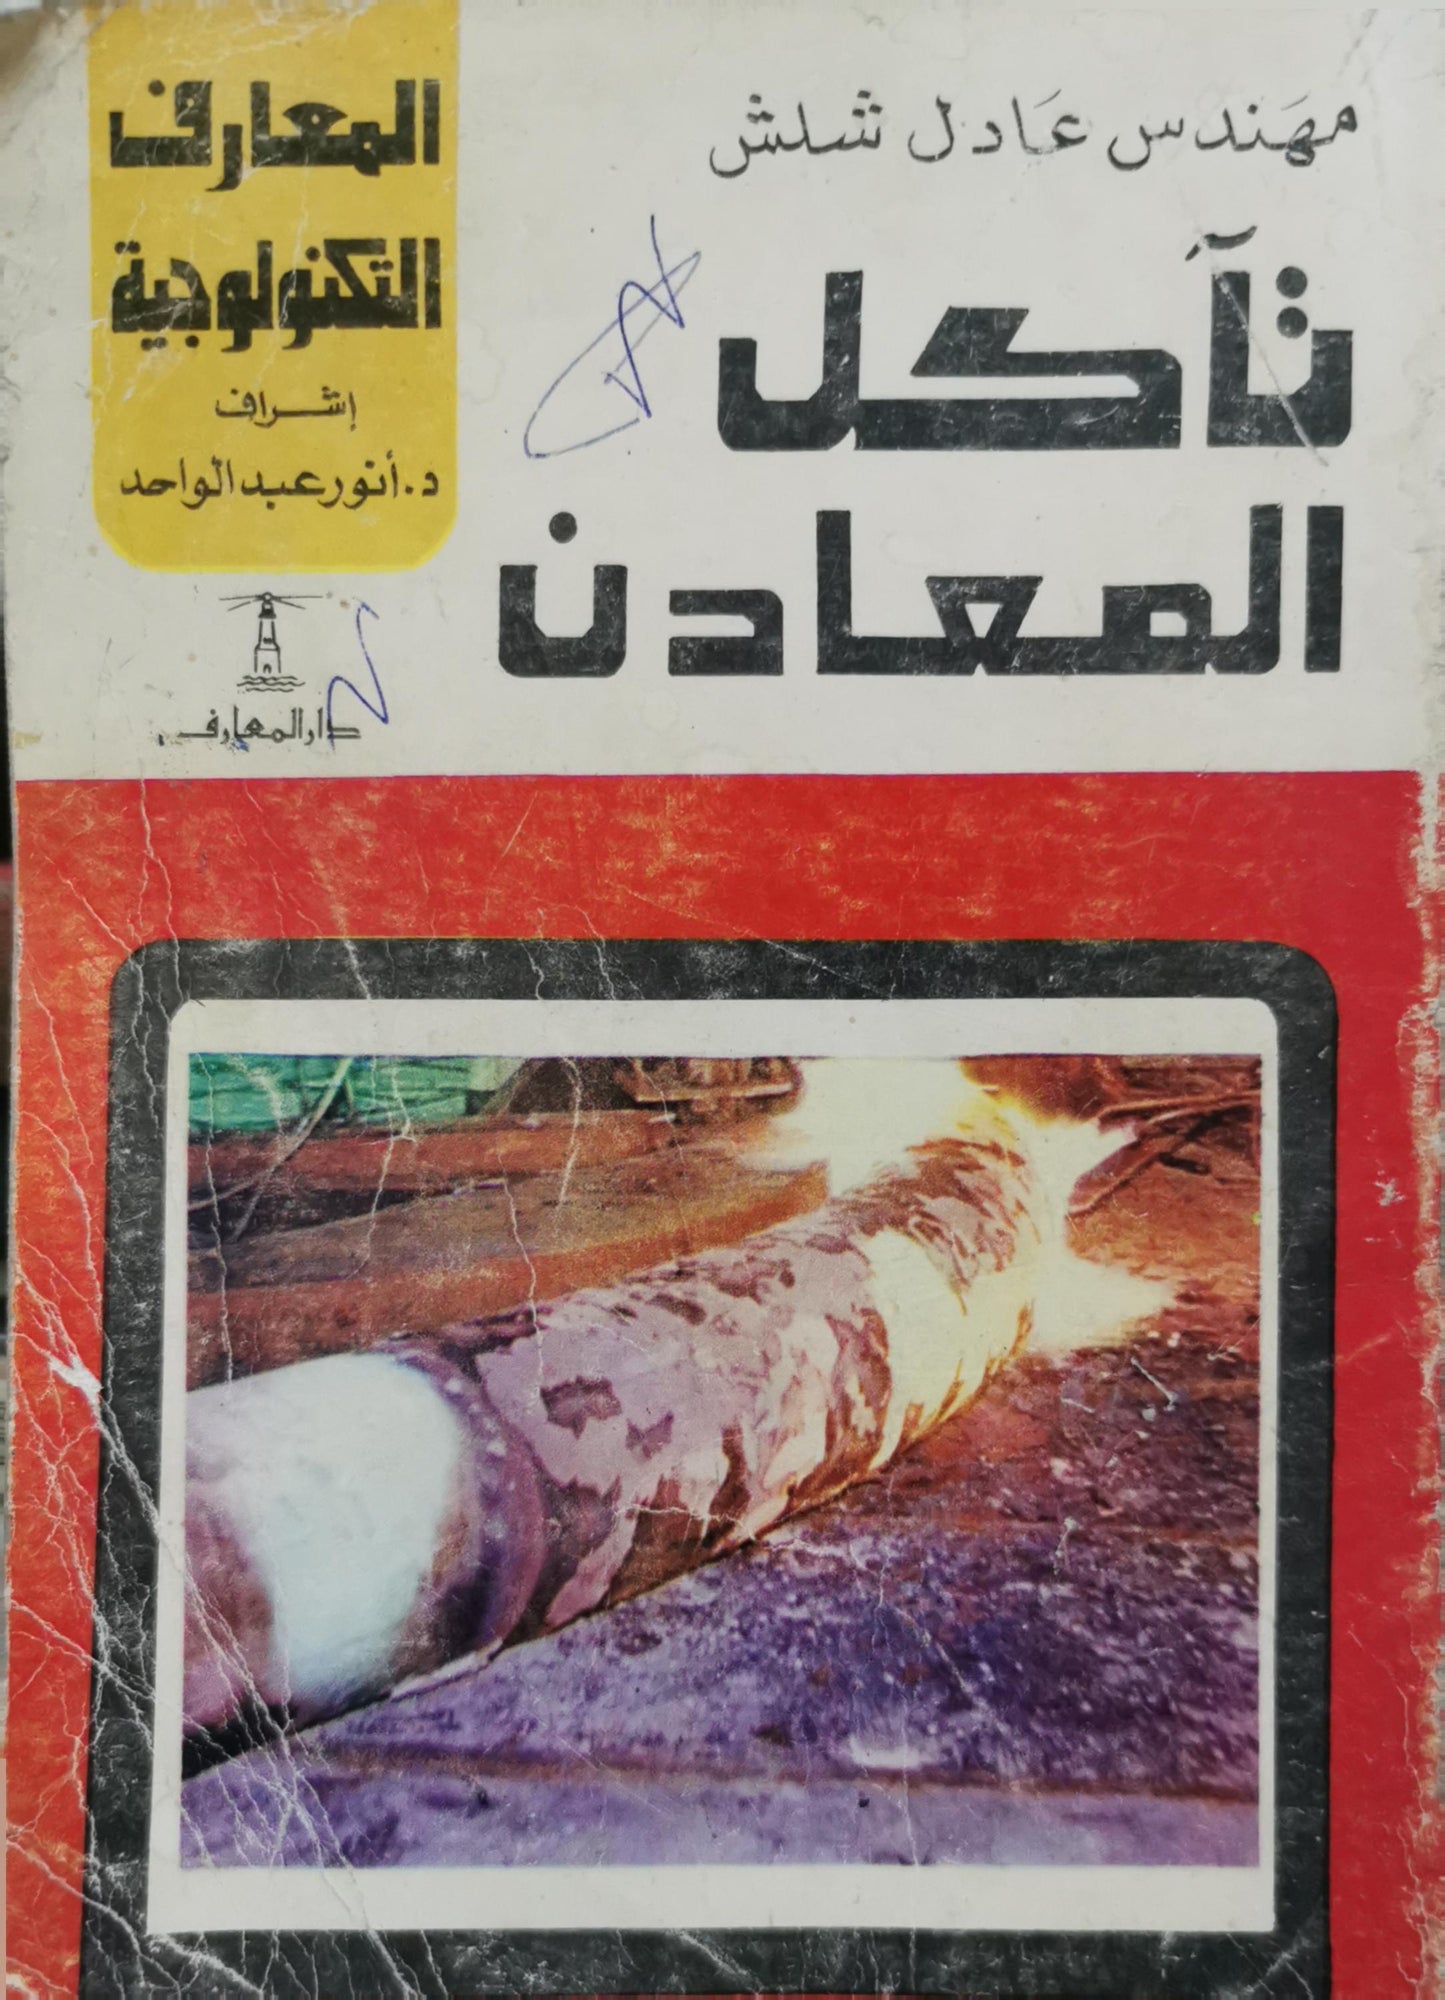 مهندس عادل شلش
تآكل
المعادن
المعارف
التكنولوجية
إشراف
د. أنور عبد الواحد
دار المعارف